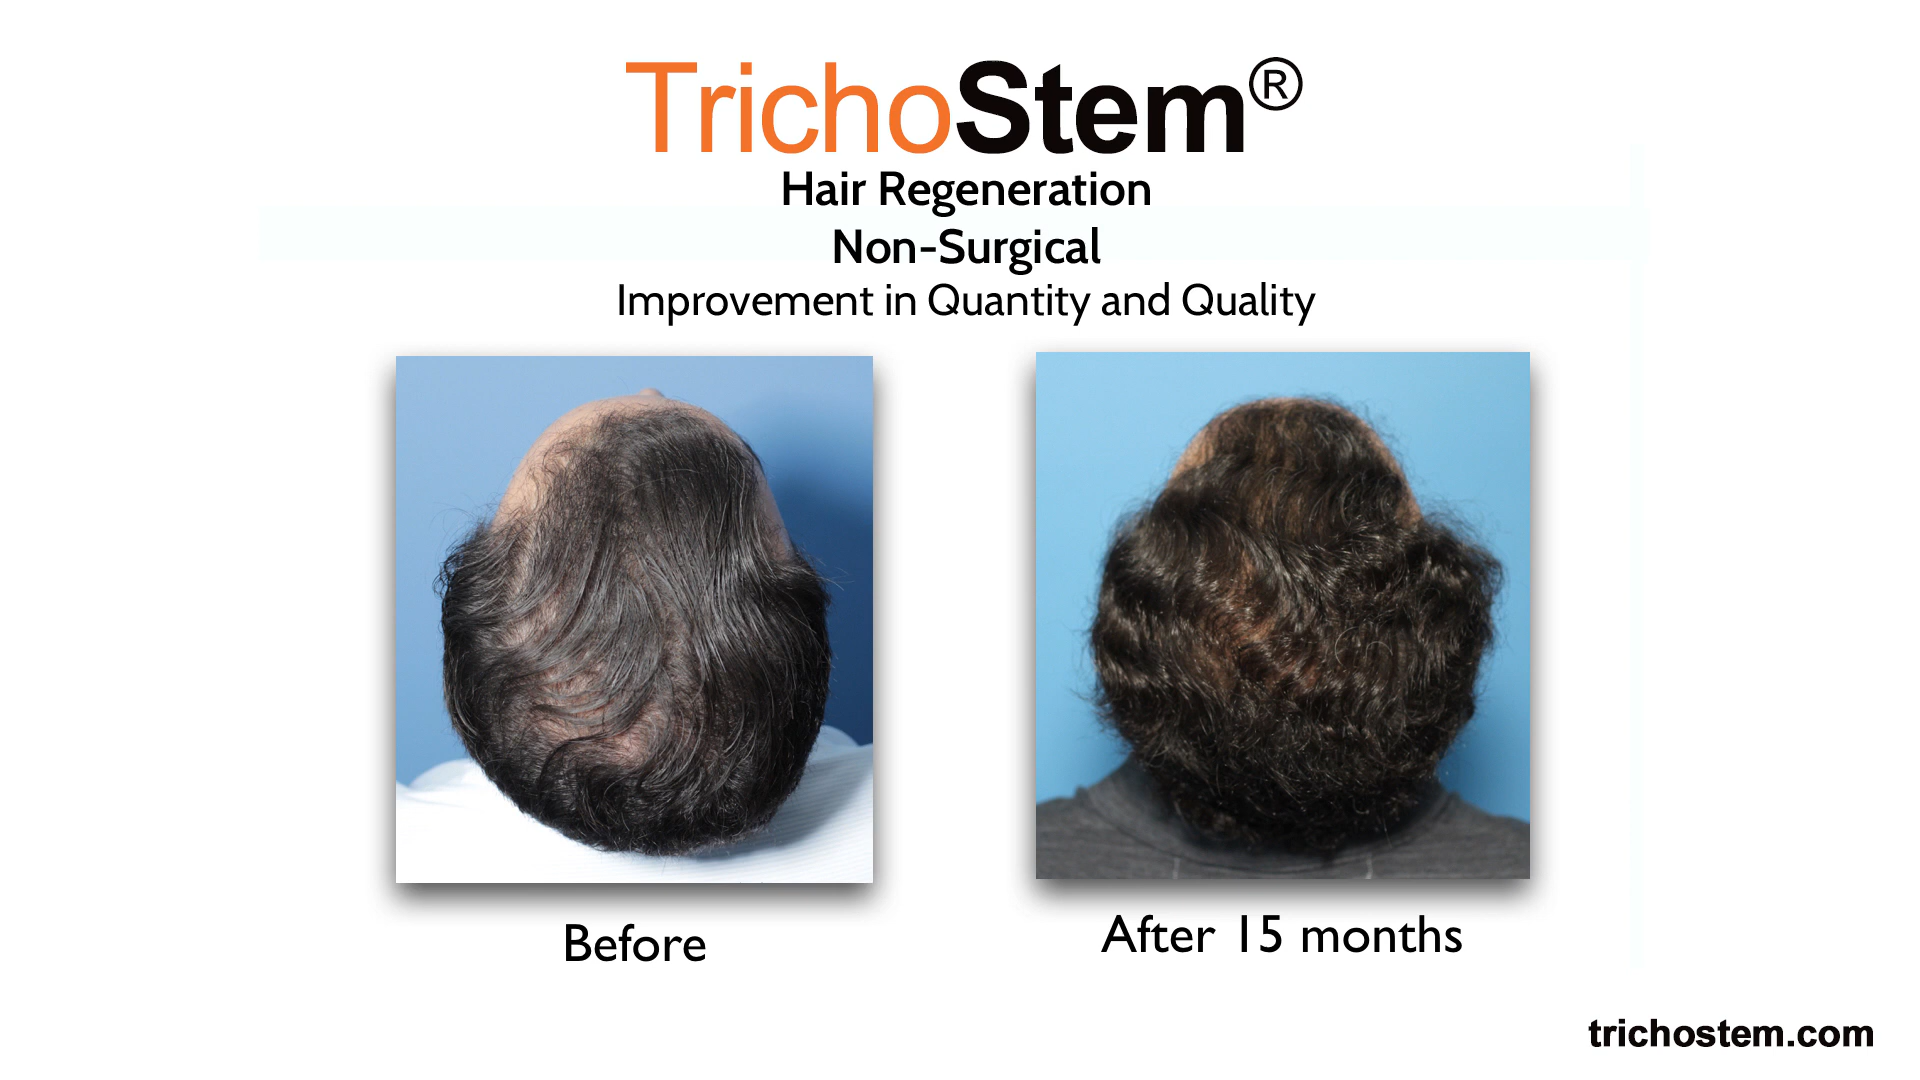 TrichoStem®
Hair Regeneration
Non-Surgical
Improvement in Quantity and Quality
Before
After 15 months
trichostem.com